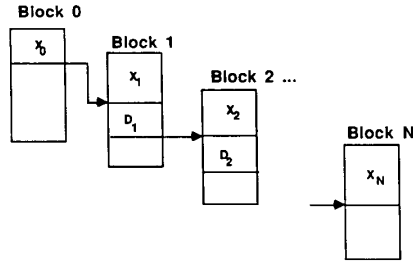 Block 0
X0
Block 1
X1
D1
Block 2 ...
X2
D2
Block N
XN